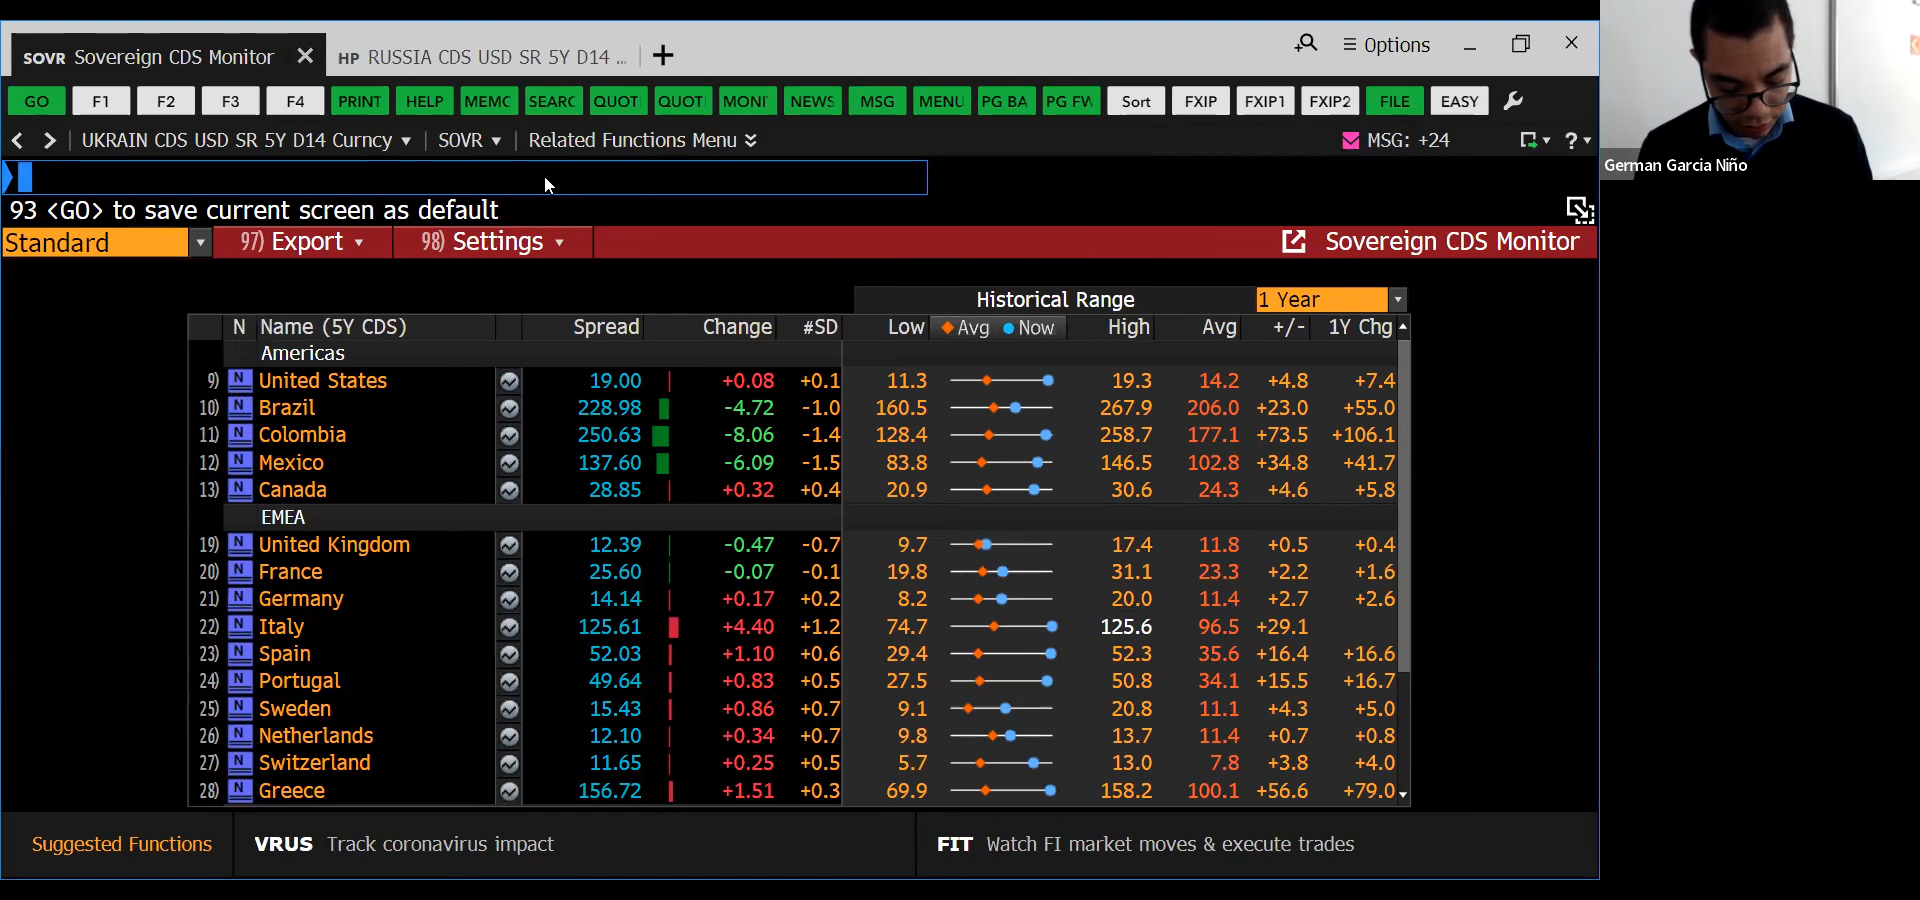 SOVR Sovereign CDS Monitor HP RUSSIA CDS USD SR 5Y D14 ... Options
GO F1 F2 F3 F4 PRINT HELP MEMC SEARC QUOT QUOT MONI NEWS MSG MENU PG BA PG FW Sort FXIP FXIP1 FXIP2 FILE EASY
UKRAIN CDS USD SR 5Y D14 Curncy SOVR Related Functions Menu MSG: +24 ?
German Garcia Niño
93 <GO> to save current screen as default
Standard 97) Export 98) Settings Sovereign CDS Monitor
Historical Range 1 Year
N Name (5Y CDS) Spread Change #SD Low Avg Now High Avg +/- 1Y Chg
Americas
9) N United States 19.00 +0.08 +0.1 11.3 19.3 14.2 +4.8 +7.4
10) N Brazil 228.98 -4.72 -1.0 160.5 267.9 206.0 +23.0 +55.0
11) N Colombia 250.63 -8.06 -1.4 128.4 258.7 177.1 +73.5 +106.1
12) N Mexico 137.60 -6.09 -1.5 83.8 146.5 102.8 +34.8 +41.7
13) N Canada 28.85 +0.32 +0.4 20.9 30.6 24.3 +4.6 +5.8
EMEA
19) N United Kingdom 12.39 -0.47 -0.7 9.7 17.4 11.8 +0.5 +0.4
20) N France 25.60 -0.07 -0.1 19.8 31.1 23.3 +2.2 +1.6
21) N Germany 14.14 +0.17 +0.2 8.2 20.0 11.4 +2.7 +2.6
22) N Italy 125.61 +4.40 +1.2 74.7 125.6 96.5 +29.1
23) N Spain 52.03 +1.10 +0.6 29.4 52.3 35.6 +16.4 +16.6
24) N Portugal 49.64 +0.83 +0.5 27.5 50.8 34.1 +15.5 +16.7
25) N Sweden 15.43 +0.86 +0.7 9.1 20.8 11.1 +4.3 +5.0
26) N Netherlands 12.10 +0.34 +0.7 9.8 13.7 11.4 +0.7 +0.8
27) N Switzerland 11.65 +0.25 +0.5 5.7 13.0 7.8 +3.8 +4.0
28) N Greece 156.72 +1.51 +0.3 69.9 158.2 100.1 +56.6 +79.0
Suggested Functions VRUS Track coronavirus impact FIT Watch FI market moves & execute trades